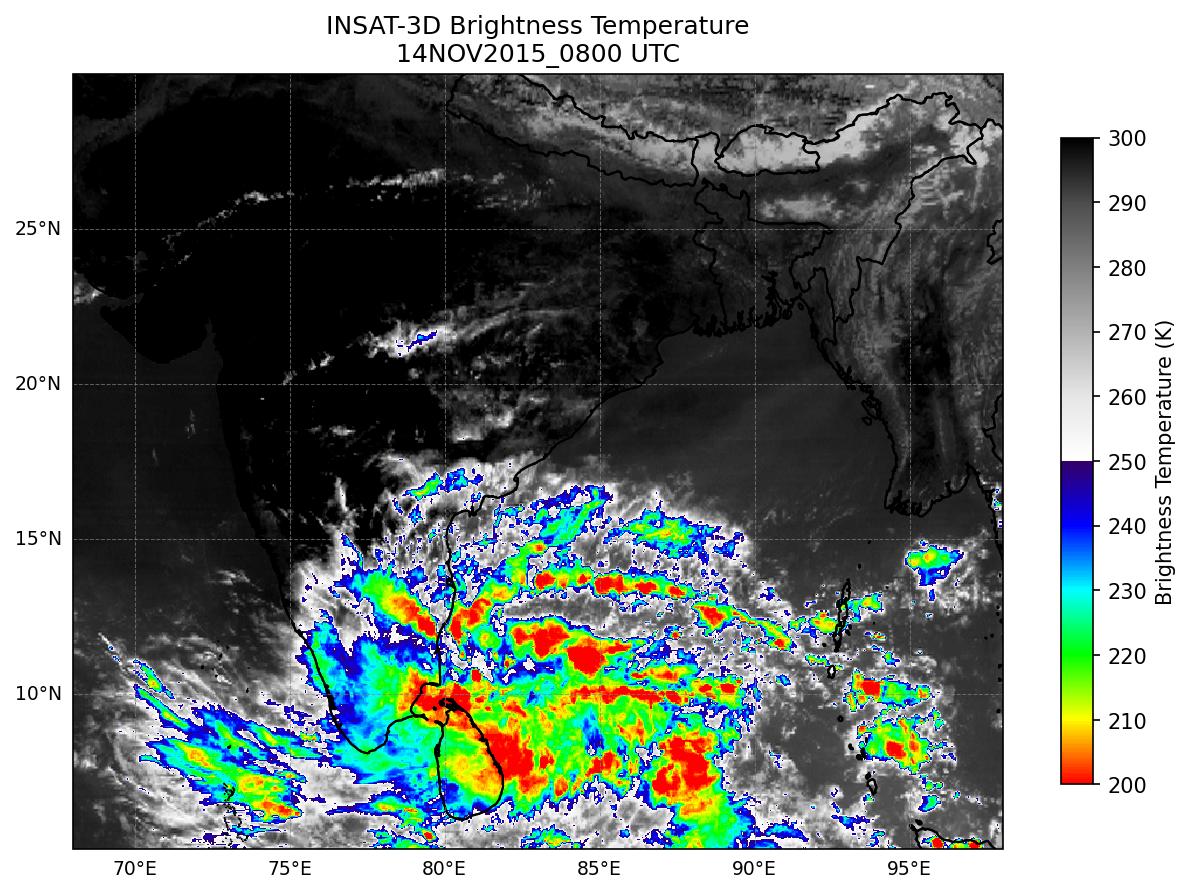 INSAT-3D Brightness Temperature
14NOV2015_0800 UTC
25°N
20°N
15°N
10°N
70°E
75°E
80°E
85°E
90°E
95°E
300
290
280
270
260
250
240
230
220
210
200
Brightness Temperature (K)